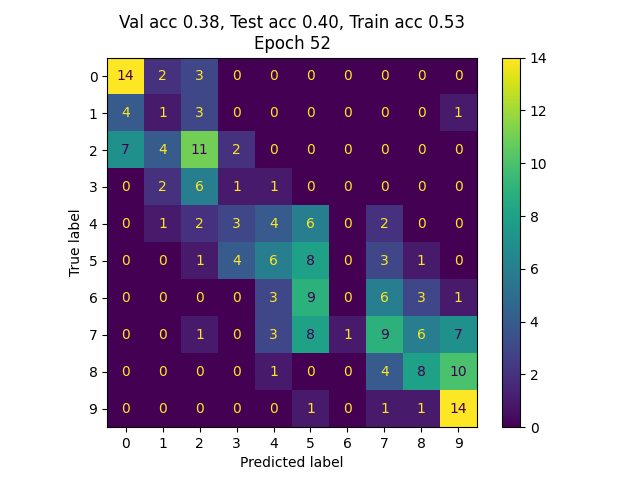 Val acc 0.38, Test acc 0.40, Train acc 0.53
Epoch 52
0 14 2 3 0 0 0 0 0 0 0
1 4 1 3 0 0 0 0 0 0 1
2 7 4 11 2 0 0 0 0 0 0
3 0 2 6 1 1 0 0 0 0 0
4 0 1 2 3 4 6 0 2 0 0
5 0 0 1 4 6 8 0 3 1 0
6 0 0 0 0 3 9 0 6 3 1
7 0 0 1 0 3 8 1 9 6 7
8 0 0 0 0 1 0 0 4 8 10
9 0 0 0 0 0 1 0 1 1 14
0 1 2 3 4 5 6 7 8 9
Predicted label
True label
14
12
10
8
6
4
2
0